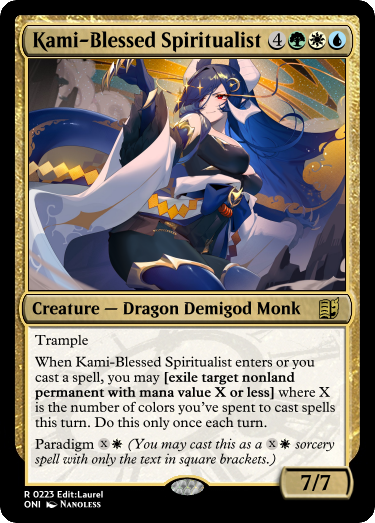 Kami-Blessed Spiritualist 4
Creature — Dragon Demigod Monk
Trample
When Kami-Blessed Spiritualist enters or you
cast a spell, you may [exile target nonland
permanent with mana value X or less] where X
is the number of colors you've spent to cast spells
this turn. Do this only once each turn.
Paradigm X (You may cast this as a X sorcery
spell with only the text in square brackets.)
7/7
R 0223 Edit:Laurel
ONI Nanoless